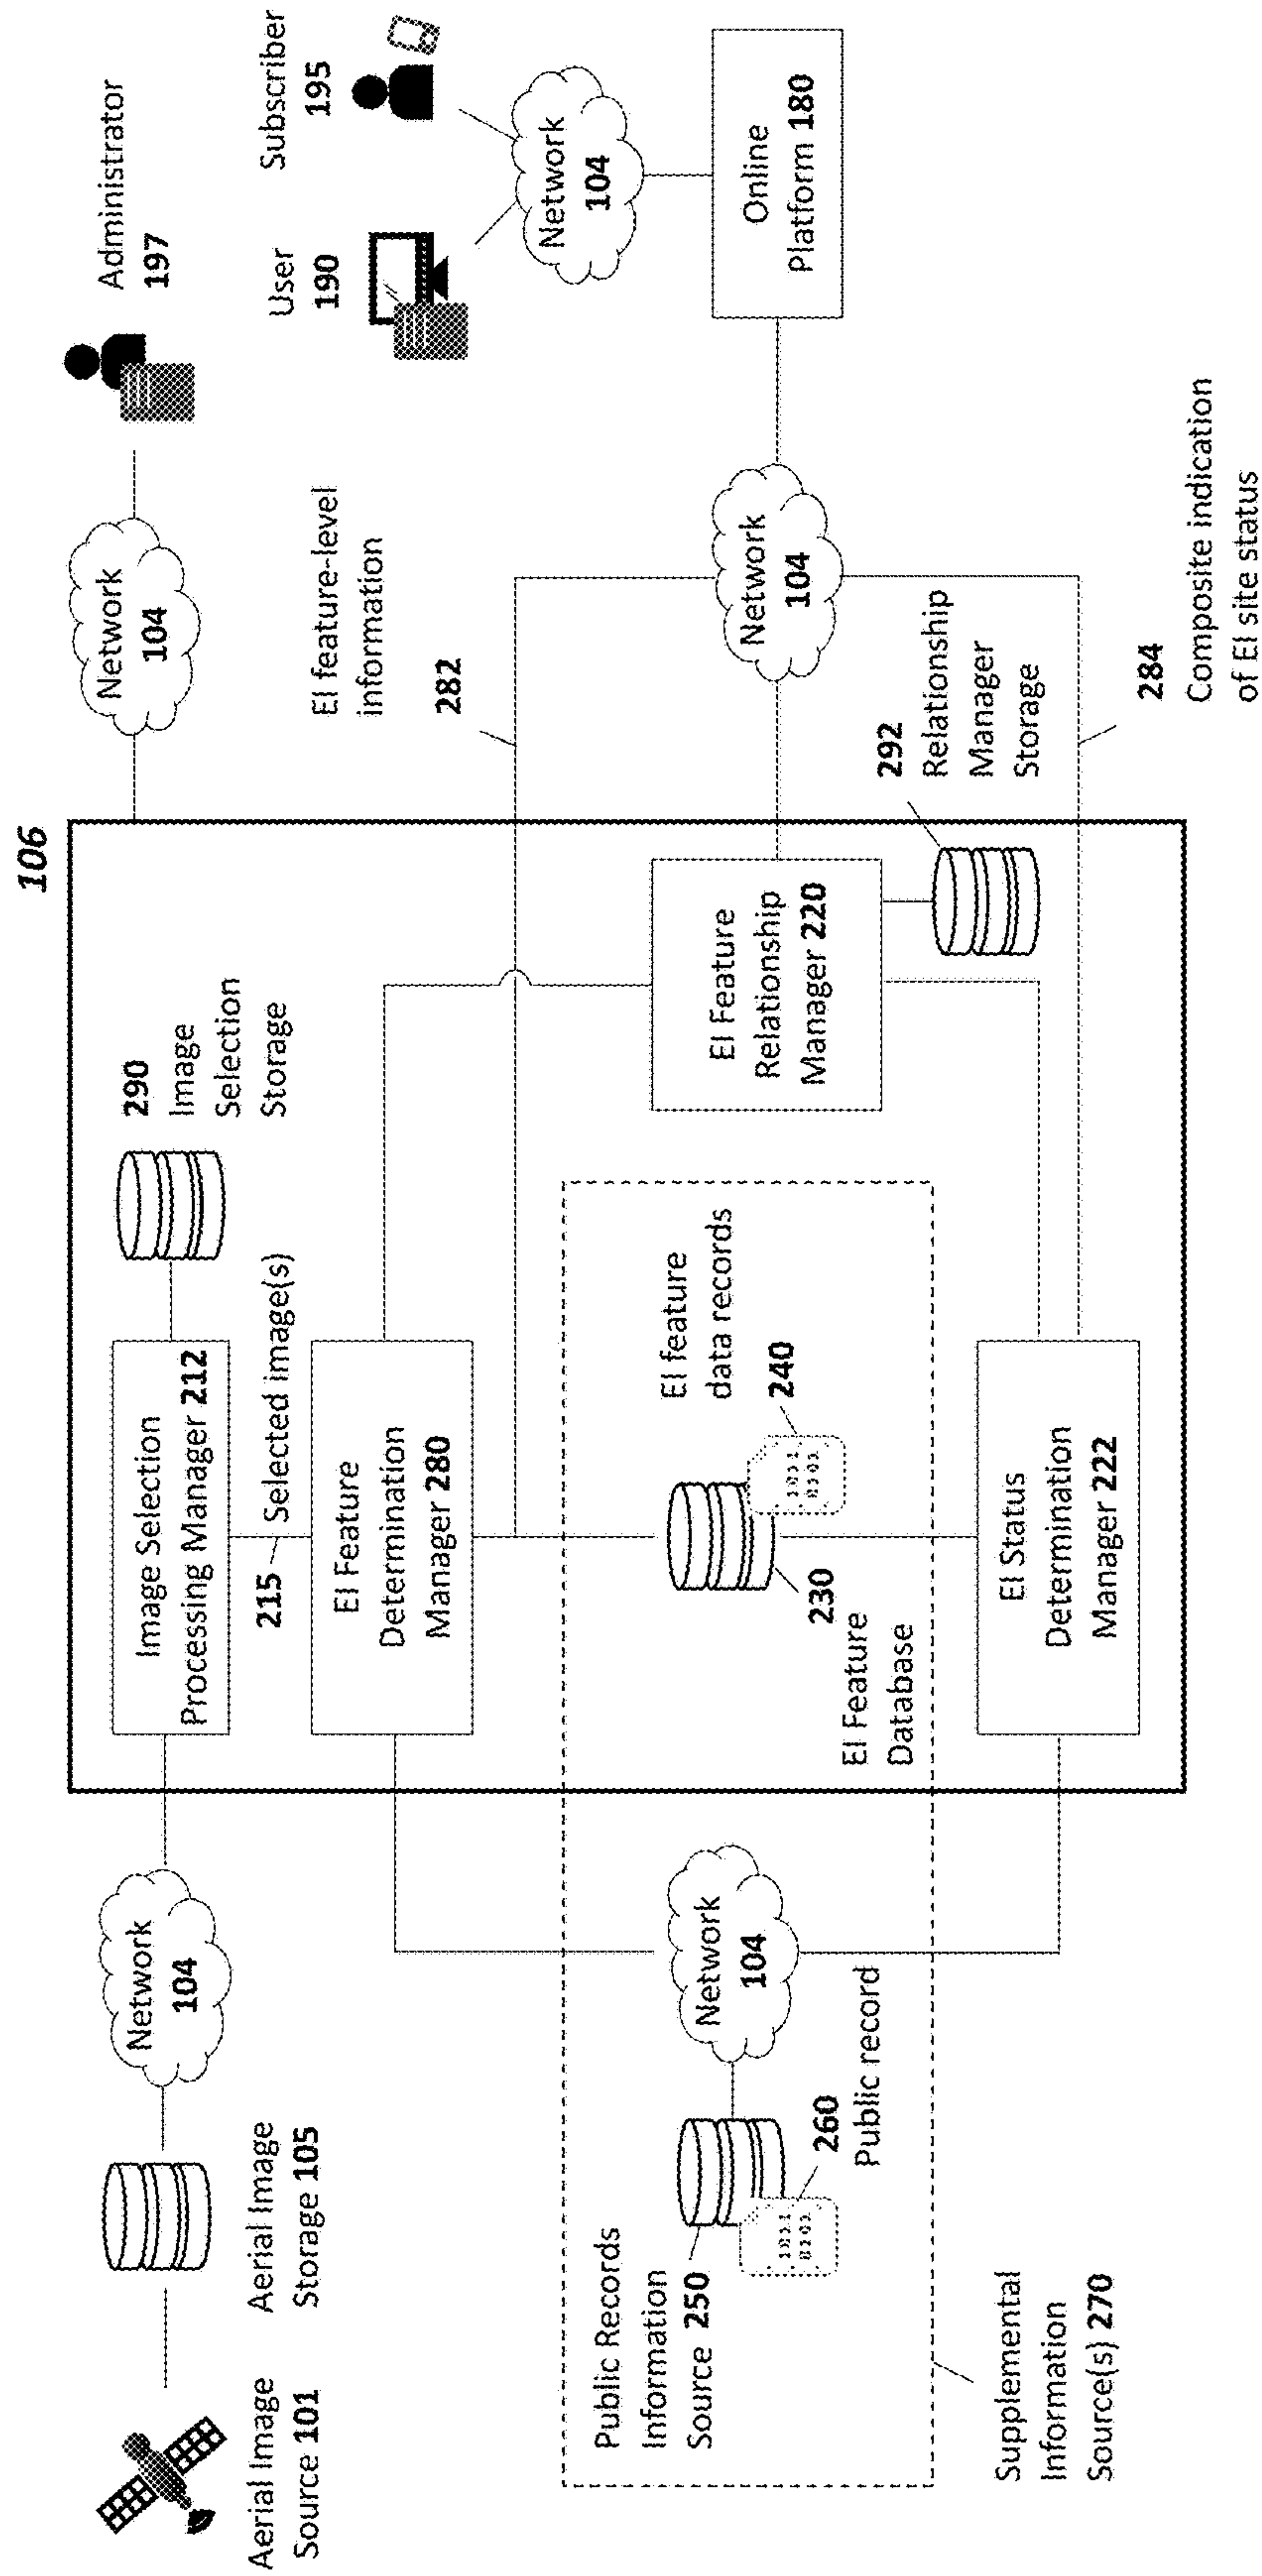 106
Aerial Image
Source 101
Aerial Image
Storage 105
Network
104
Image Selection
Processing Manager 212
290
Image
Selection
Storage
Network
104
Administrator
197
215
Selected image(s)
EI Feature
Determination
Manager 280
EI feature-level
information
282
User
190
Subscriber
195
Network
104
Public Records
Information
Source 250
260
Public record
Network
104
EI Feature
Database
230
EI feature
data records
240
EI Feature
Relationship
Manager 220
292
Relationship
Manager
Storage
Network
104
Online
Platform 180
Supplemental
Information
Source(s) 270
EI Status
Determination
Manager 222
284
Composite indication
of EI site status